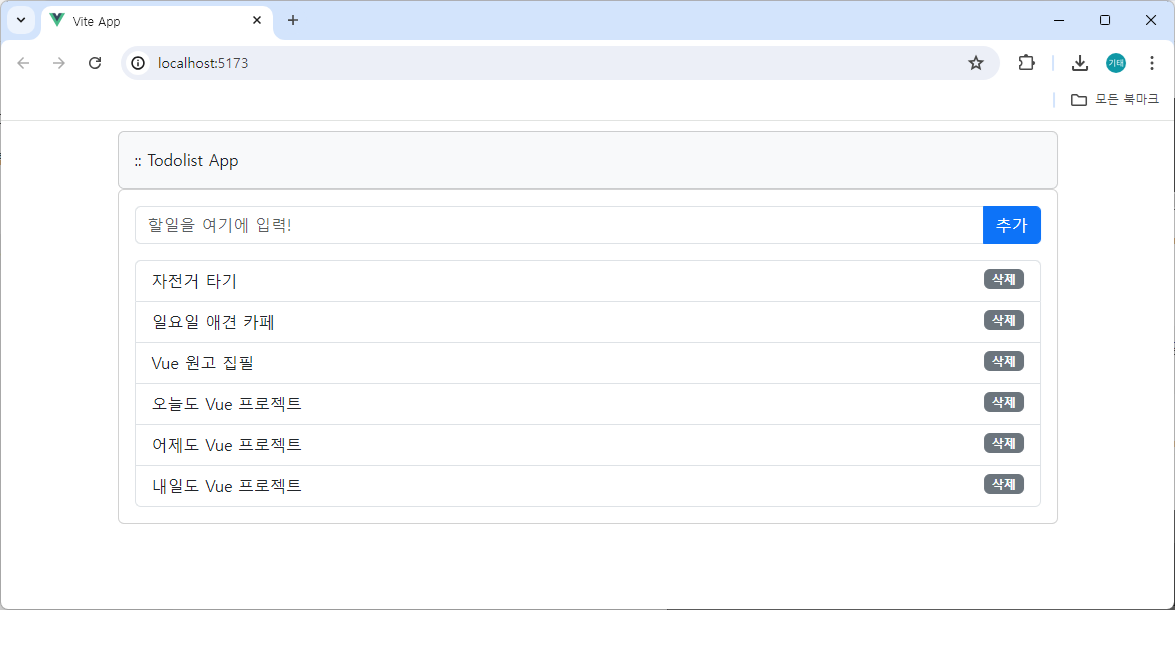 Vite App
localhost:5173
기태
모든 북마크
:: Todolist App
할일을 여기에 입력!
추가
자전거 타기 삭제
일요일 애견 카페 삭제
Vue 원고 집필 삭제
오늘도 Vue 프로젝트 삭제
어제도 Vue 프로젝트 삭제
내일도 Vue 프로젝트 삭제